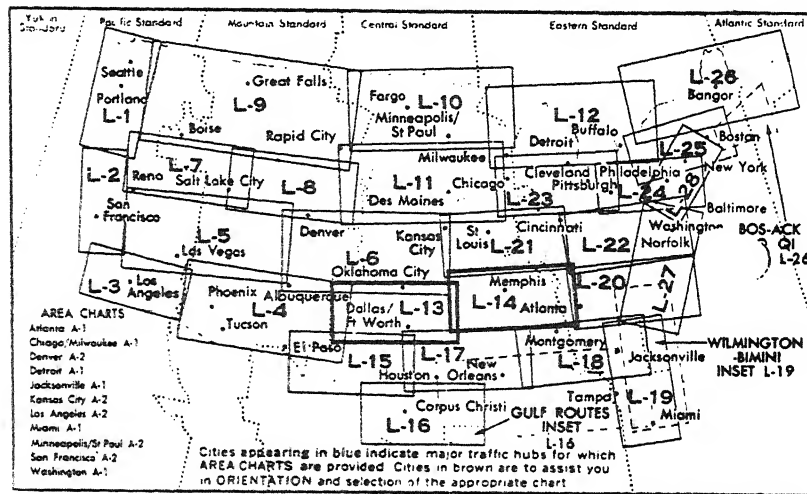 Yukon Standard
Pacific Standard
Mountain Standard
Central Standard
Eastern Standard
Atlantic Standard
Seattle
Portland
L-1
Great Falls
L-9
Boise
Rapid City
Fargo
L-10
Minneapolis/
St Paul
L-12
Buffalo
Detroit
L-26
Bangor
Boston
L-25
New York
L-2
Reno
L-7
Salt Lake City
L-8
Milwaukee
L-11
Chicago
Des Moines
Cleveland
Pittsburgh
L-23
Philadelphia
L-24
L-28
Baltimore
Washington
Norfolk
BOS-ACK
QI
L-26
San
Francisco
L-5
Las Vegas
Denver
L-6
Kansas
City
St
Louis
L-21
Cincinnati
L-22
L-3
Los
Angeles
Phoenix
L-4
Tucson
Albuquerque
Oklahoma City
Dallas/
Ft Worth
L-13
Memphis
L-14
Atlanta
L-20
L-27
El Paso
L-15
L-17
Houston
New
Orleans
Montgomery
L-18
Jacksonville
WILMINGTON
-BIMINI
INSET L-19
Tampa
L-19
Miami
Corpus Christi
L-16
GULF ROUTES
INSET
L-16
AREA CHARTS
Atlanta A-1
Chiago/Milwaukee A-1
Denver A-2
Detroit A-1
Jacksonville A-1
Kansas City A-2
Los Angeles A-2
Miami A-1
Minneapolis/St Paul A-2
San Francisco A-2
Washington A-1
Cities appearing in blue indicate major traffic hubs for which
AREA CHARTS are provided Cities in brown are to assist you
in ORIENTATION and selection of the appropriate chart